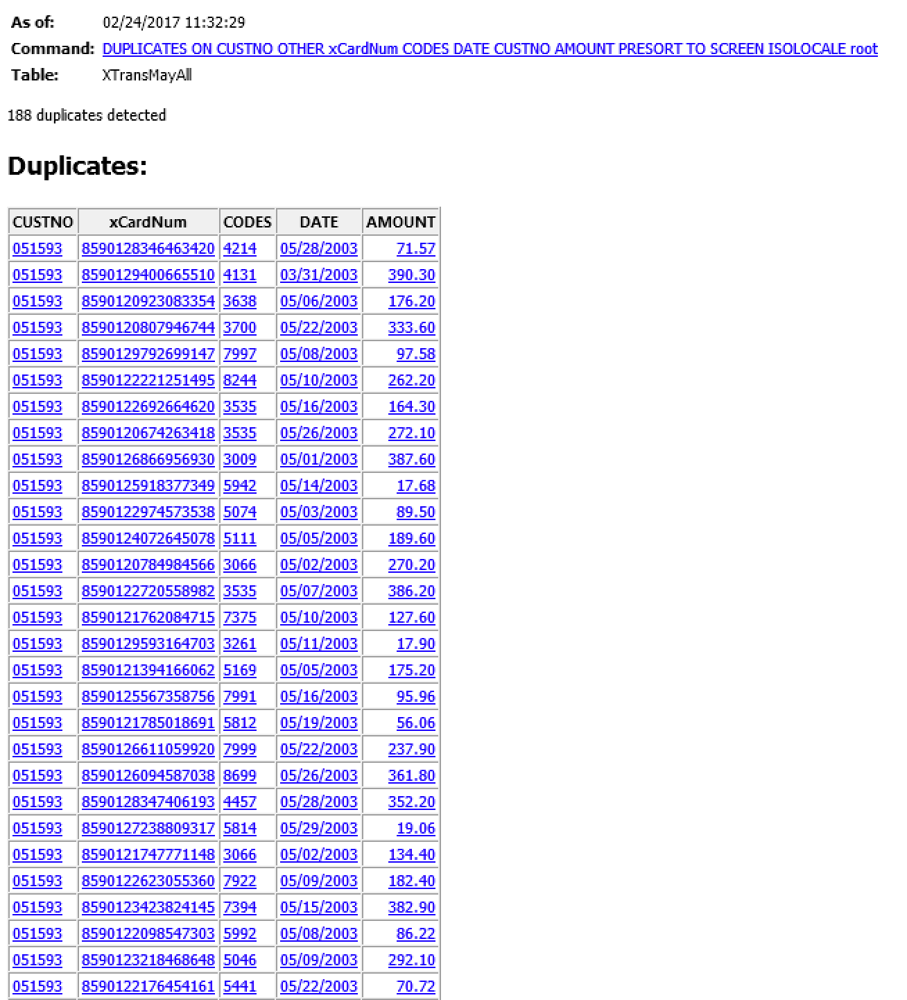 As of: 02/24/2017 11:32:29
Command: DUPLICATES ON CUSTNO OTHER xCardNum CODES DATE CUSTNO AMOUNT PRESORT TO SCREEN ISOLOCALE root
Table: XTransMayAll
188 duplicates detected
Duplicates:
CUSTNO xCardNum CODES DATE AMOUNT
051593 8590128346463420 4214 05/28/2003 71.57
051593 8590129400665510 4131 03/31/2003 390.30
051593 8590120923083354 3638 05/06/2003 176.20
051593 8590120807946744 3700 05/22/2003 333.60
051593 8590129792699147 7997 05/08/2003 97.58
051593 8590122221251495 8244 05/10/2003 262.20
051593 8590122692664620 3535 05/16/2003 164.30
051593 8590120674263418 3535 05/26/2003 272.10
051593 8590126866956930 3009 05/01/2003 387.60
051593 8590125918377349 5942 05/14/2003 17.68
051593 8590122974573538 5074 05/03/2003 89.50
051593 8590124072645078 5111 05/05/2003 189.60
051593 8590120784984566 3066 05/02/2003 270.20
051593 8590122720558982 3535 05/07/2003 386.20
051593 8590121762084715 7375 05/10/2003 127.60
051593 8590129593164703 3261 05/11/2003 17.90
051593 8590121394166062 5169 05/05/2003 175.20
051593 8590125567358756 7991 05/16/2003 95.96
051593 8590121785018691 5812 05/19/2003 56.06
051593 8590126611059920 7999 05/22/2003 237.90
051593 8590126094587038 8699 05/26/2003 361.80
051593 8590128347406193 4457 05/28/2003 352.20
051593 8590127238809317 5814 05/29/2003 19.06
051593 8590121747771148 3066 05/02/2003 134.40
051593 8590122623055360 7922 05/09/2003 182.40
051593 8590123423824145 7394 05/15/2003 382.90
051593 8590122098547303 5992 05/08/2003 86.22
051593 8590123218468648 5046 05/09/2003 292.10
051593 8590122176454161 5441 05/22/2003 70.72